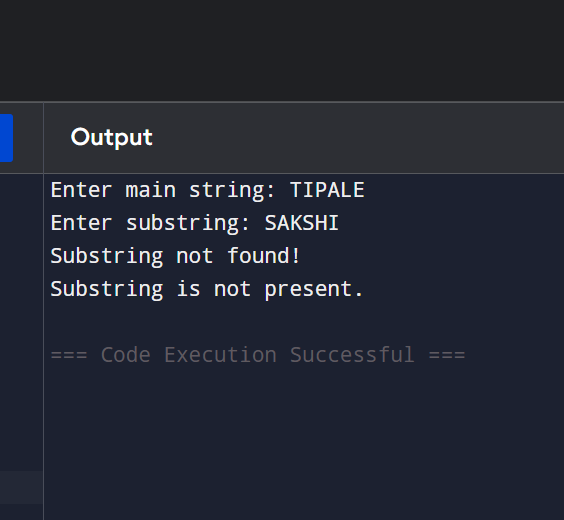 Output
Enter main string: TIPALE
Enter substring: SAKSHI
Substring not found!
Substring is not present.
=== Code Execution Successful ===